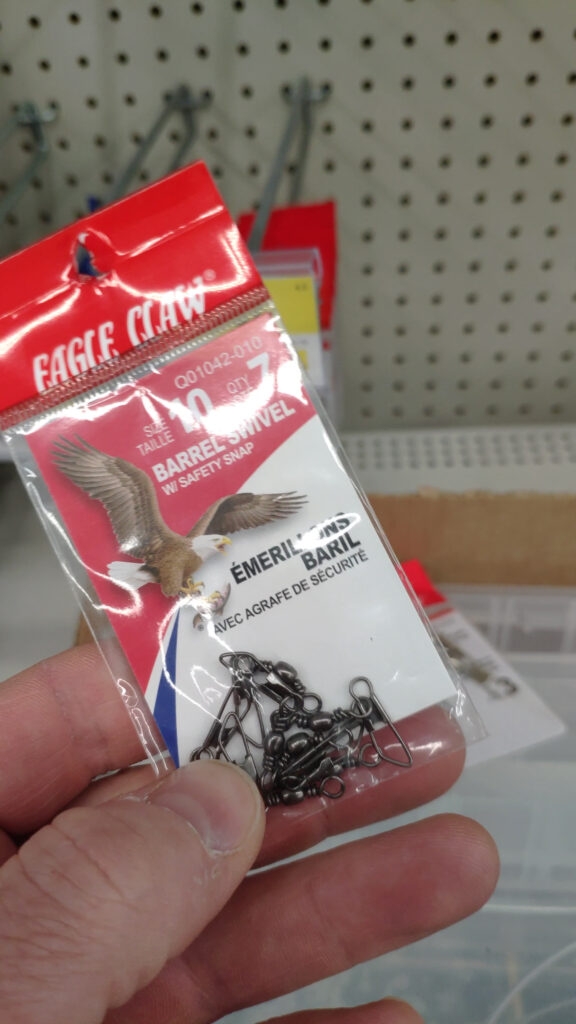 EAGLE CLAW®
Q01042-010
SIZE TAILLE 10 QTY 7
BARREL SWIVEL
W/ SAFETY SNAP
ÉMERILLONS
BARIL
AVEC AGRAFE DE SÉCURITÉ